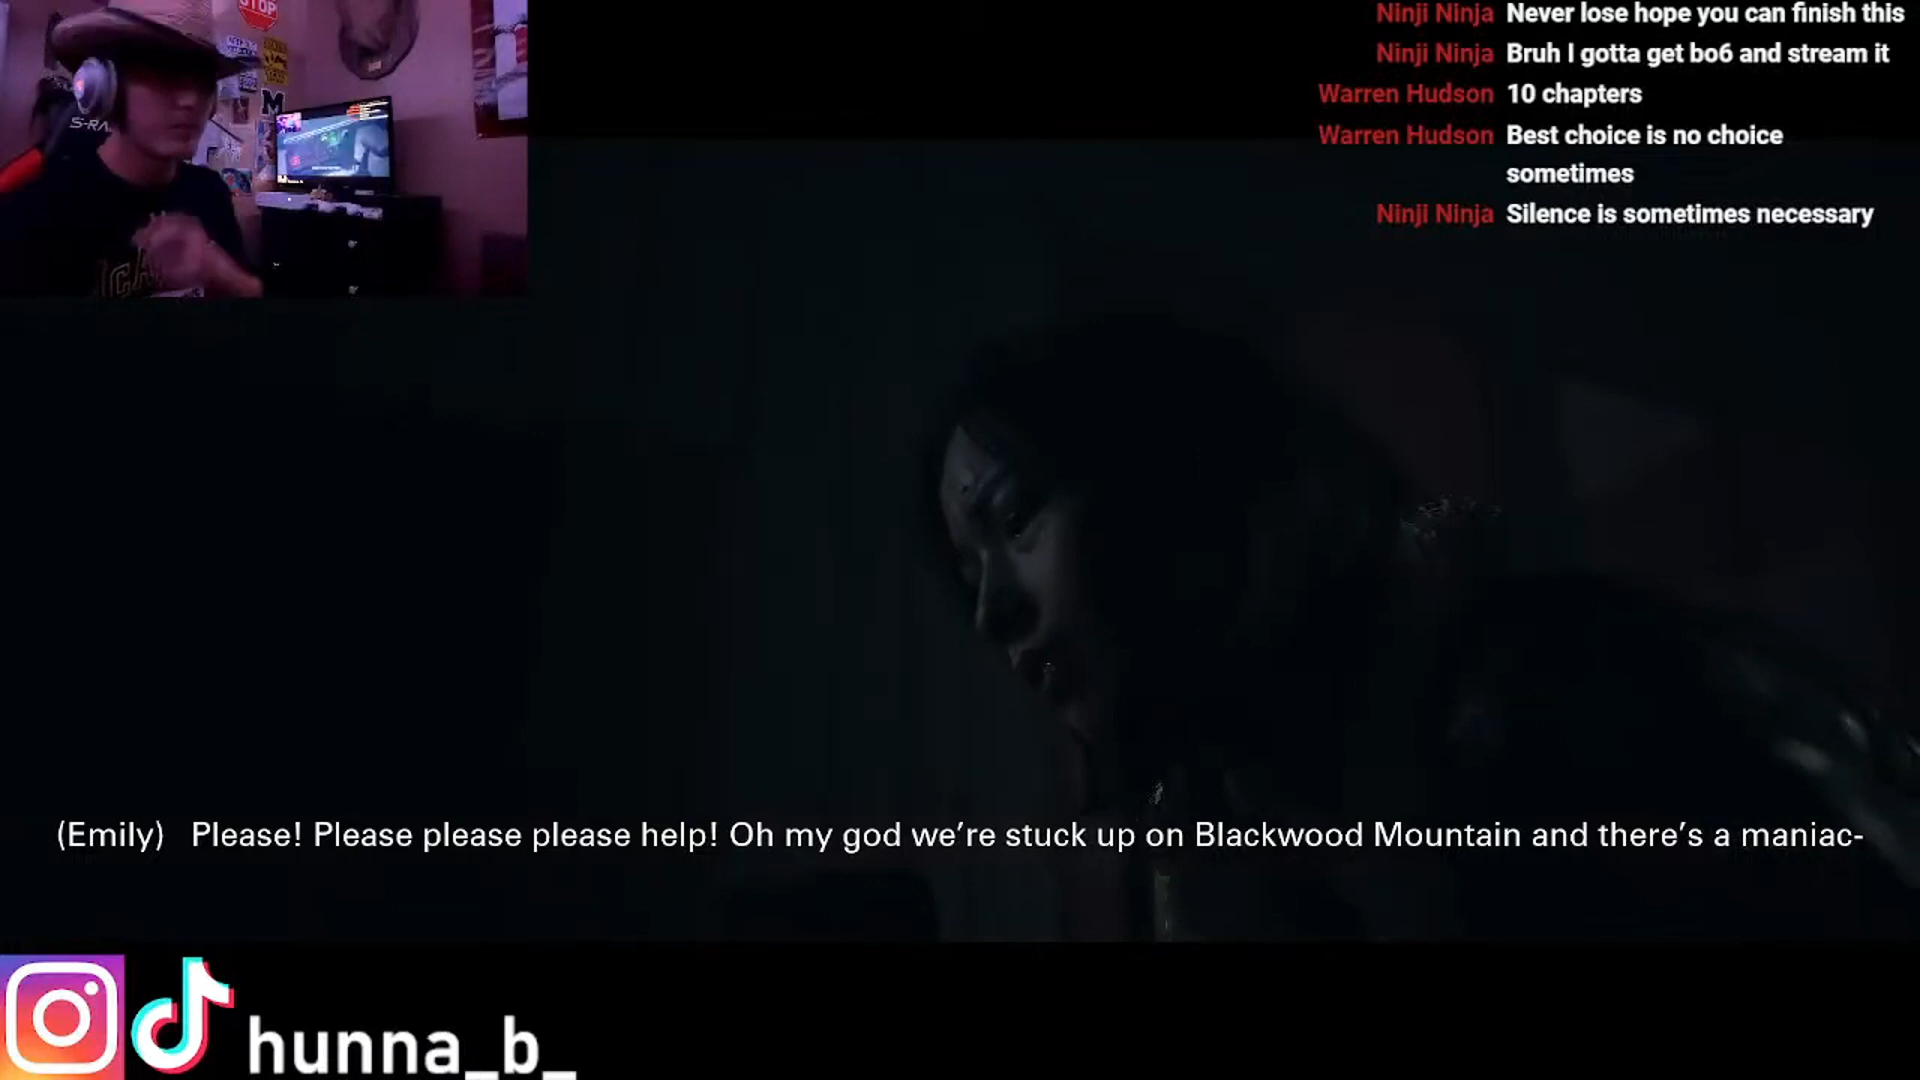 STOP
M
S-RA
Ninji Ninja Never lose hope you can finish this
Ninji Ninja Bruh I gotta get bo6 and stream it
Warren Hudson 10 chapters
Warren Hudson Best choice is no choice
sometimes
Ninji Ninja Silence is sometimes necessary
(Emily) Please! Please please please help! Oh my god we're stuck up on Blackwood Mountain and there's a maniac-
hunna_b_